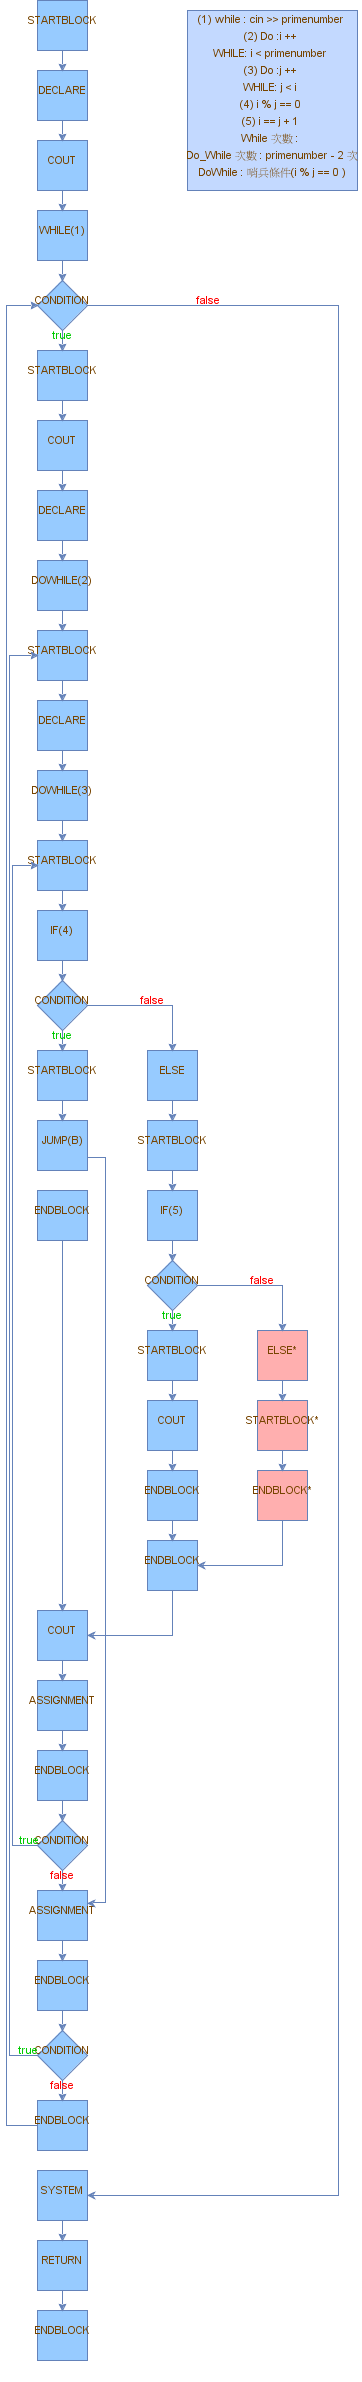 STARTBLOCK
(1) while : cin >> primenumber
(2) Do :i ++
WHILE: i < primenumber
(3) Do :j ++
WHILE: j < i
(4) i % j == 0
(5) i == j + 1
While 次數 :
Do_While 次數 : primenumber - 2 次
DoWhile : 哨兵條件(i % j == 0 )
DECLARE
COUT
WHILE(1)
CONDITION
false
true
STARTBLOCK
COUT
DECLARE
DOWHILE(2)
STARTBLOCK
DECLARE
DOWHILE(3)
STARTBLOCK
IF(4)
CONDITION
false
true
STARTBLOCK
ELSE
JUMP(B)
STARTBLOCK
ENDBLOCK
IF(5)
CONDITION
false
true
STARTBLOCK
ELSE*
COUT
STARTBLOCK*
ENDBLOCK
ENDBLOCK*
ENDBLOCK
COUT
ASSIGNMENT
ENDBLOCK
true
CONDITION
false
ASSIGNMENT
ENDBLOCK
true
CONDITION
false
ENDBLOCK
SYSTEM
RETURN
ENDBLOCK